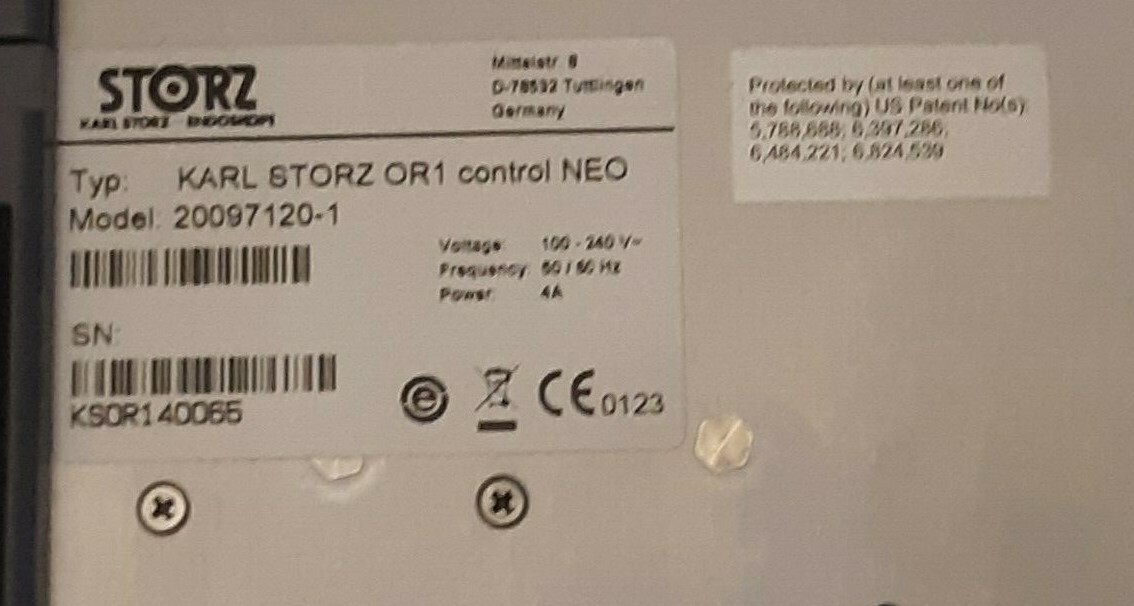 STORZ
KARL STORZ ENDOSKOPE
Mittelstr. 8
D-78532 Tuttlingen
Germany
Typ: KARL STORZ OR1 control NEO
Model: 20097120-1
Voltage: 100 - 240 V~
Frequency: 50 / 60 Hz
Power: 4A
SN:
KSOR140065
e
CE 0123
Protected by (at least one of
the following) US Patent No(s):
5,788,688; 6,397,286;
6,484,221; 6,824,539